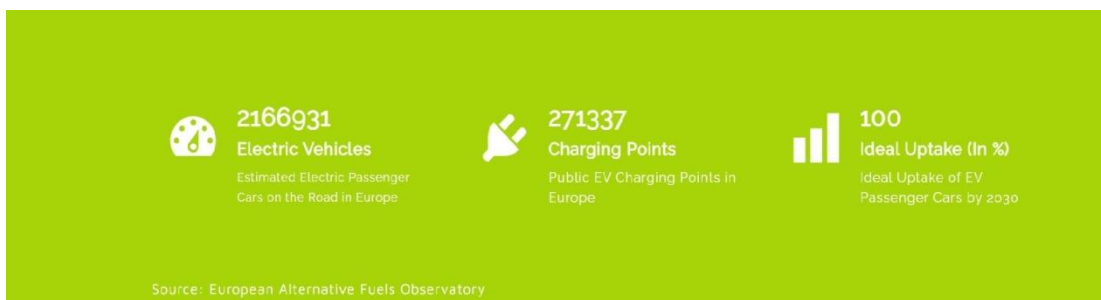 2166931
Electric Vehicles
Estimated Electric Passenger
Cars on the Road in Europe
271337
Charging Points
Public EV Charging Points in
Europe
100
Ideal Uptake (In %)
Ideal Uptake of EV
Passenger Cars by 2030
Source: European Alternative Fuels Observatory